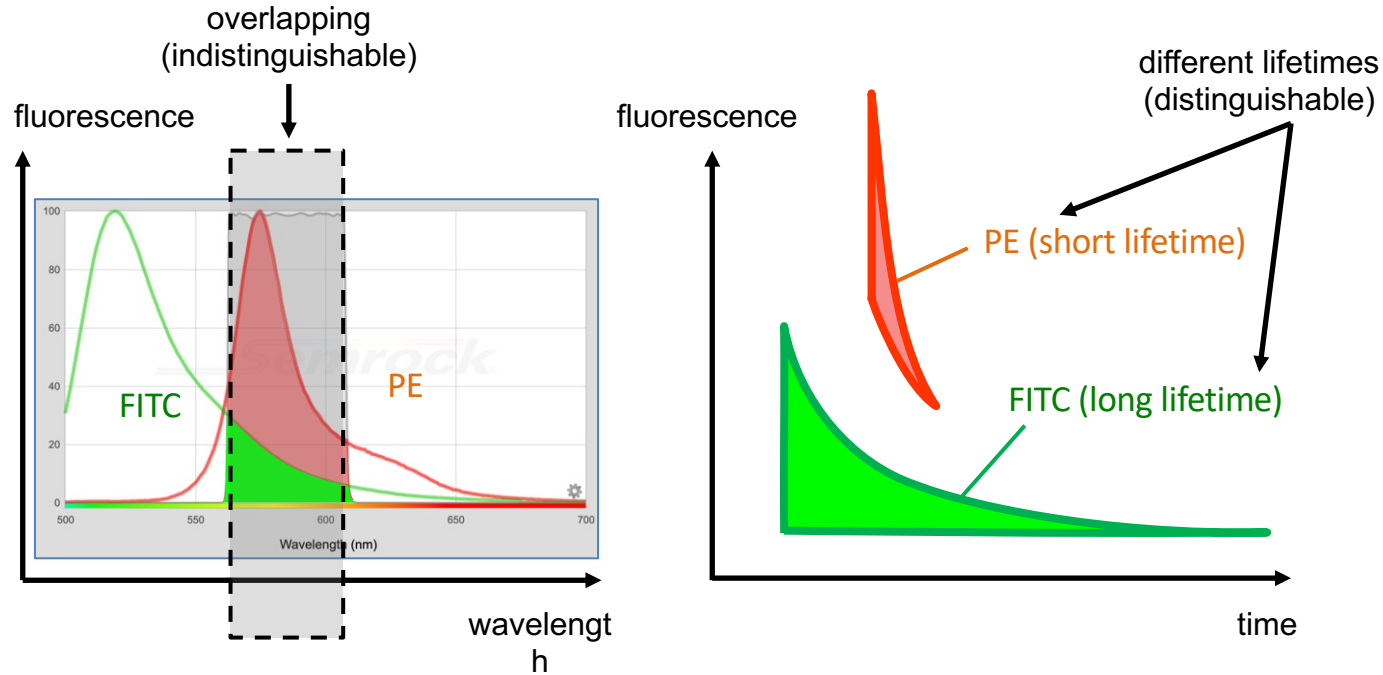 overlapping
(indistinguishable)
fluorescence
100
80
60
40
20
0
500
550
600
650
700
Semrock
FITC
PE
Wavelength (nm)
wavelengt
h
different lifetimes
(distinguishable)
fluorescence
PE (short lifetime)
FITC (long lifetime)
time